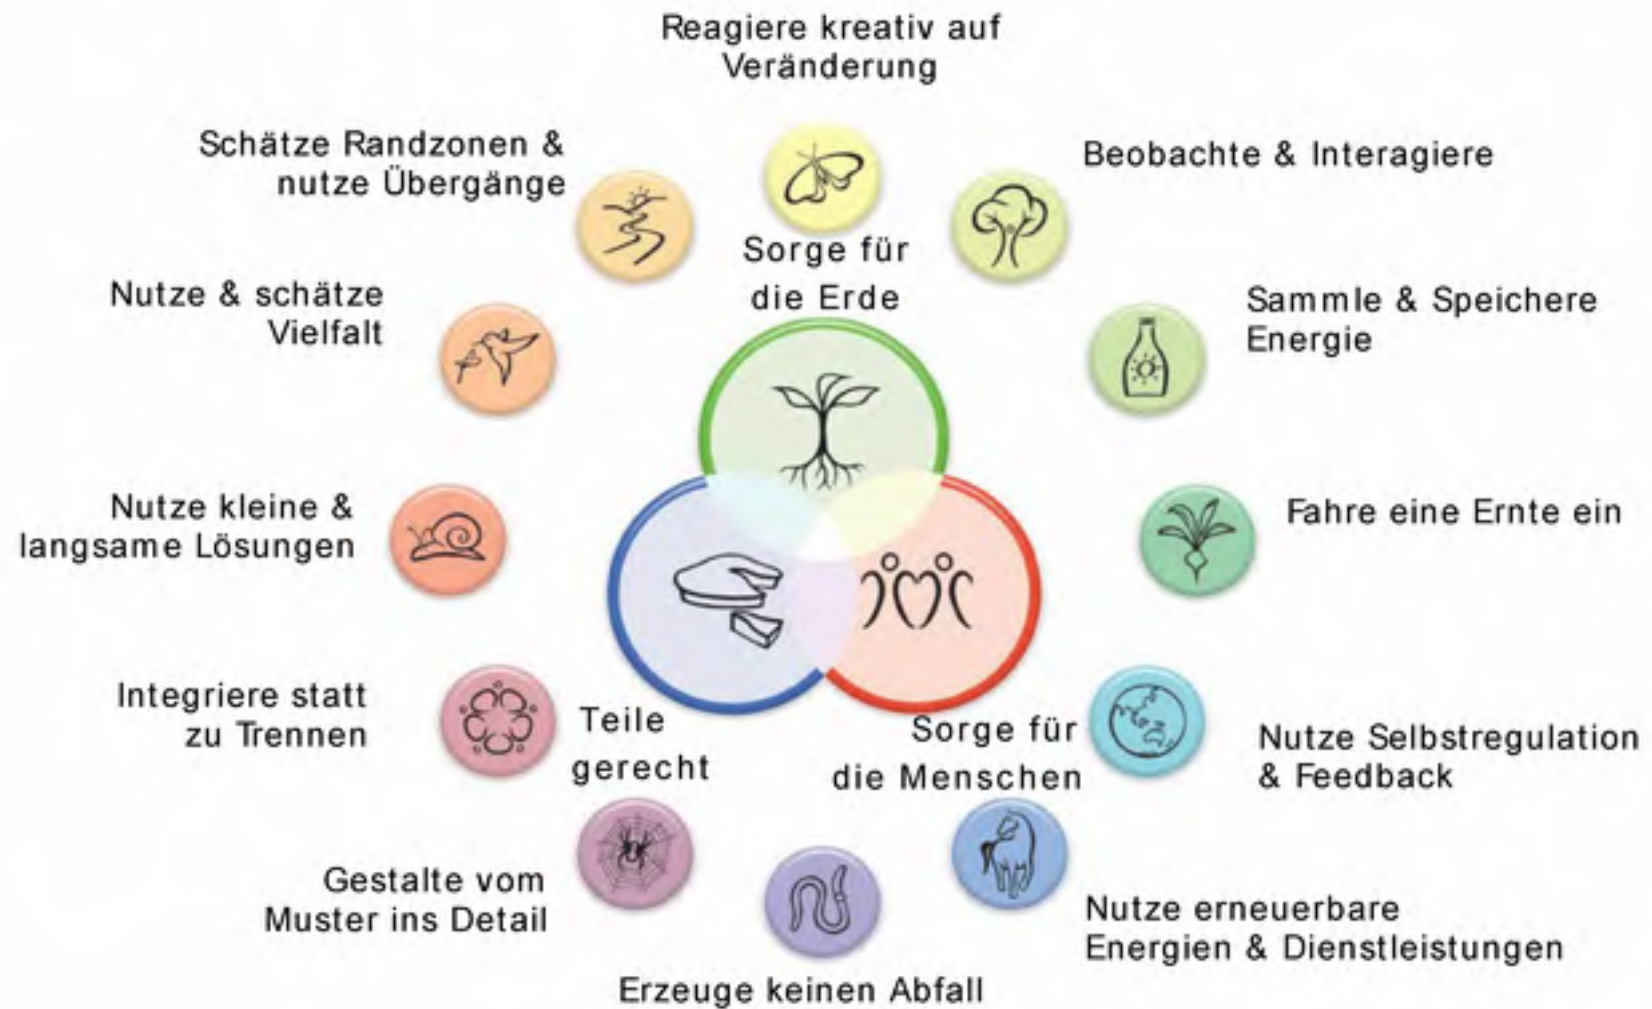 Reagiere kreativ auf
Veränderung
Beobachte & Interagiere
Sammle & Speichere
Energie
Fahre eine Ernte ein
Nutze Selbstregulation
& Feedback
Nutze erneuerbare
Energien & Dienstleistungen
Erzeuge keinen Abfall
Gestalte vom
Muster ins Detail
Integriere statt
zu Trennen
Nutze kleine &
langsame Lösungen
Nutze & schätze
Vielfalt
Schätze Randzonen &
nutze Übergänge
Sorge für
die Erde
Sorge für
die Menschen
Teile
gerecht